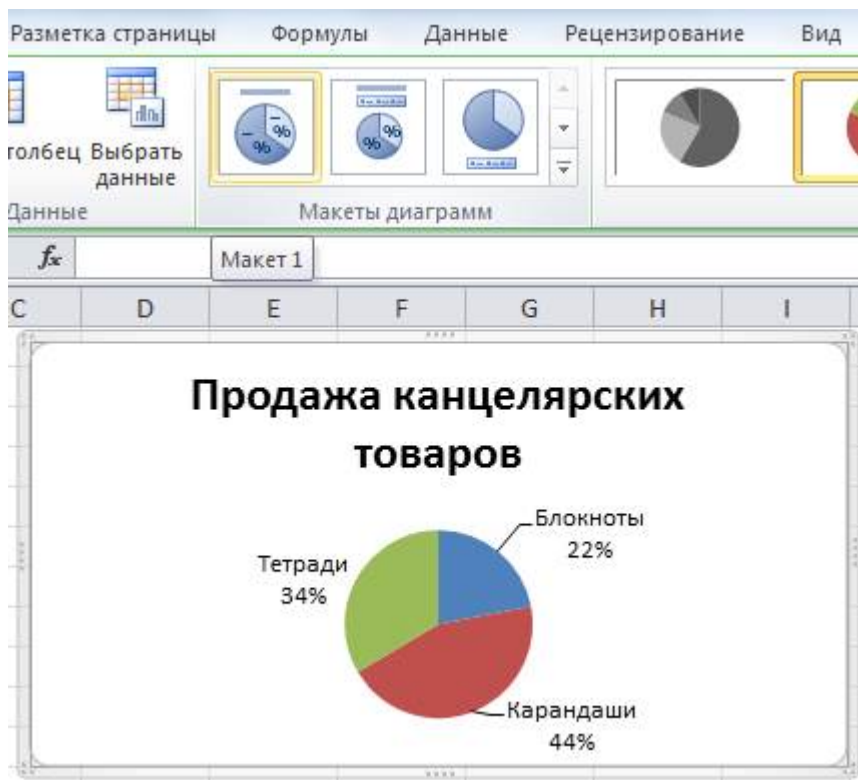 Разметка страницы Формулы Данные Рецензирование Вид
% % % %
толбец Выбрать
данные
Данные Макеты диаграмм
fx Макет 1
C D E F G H I
Продажа канцелярских
товаров
Блокноты
22%
Тетради
34%
Карандаши
44%